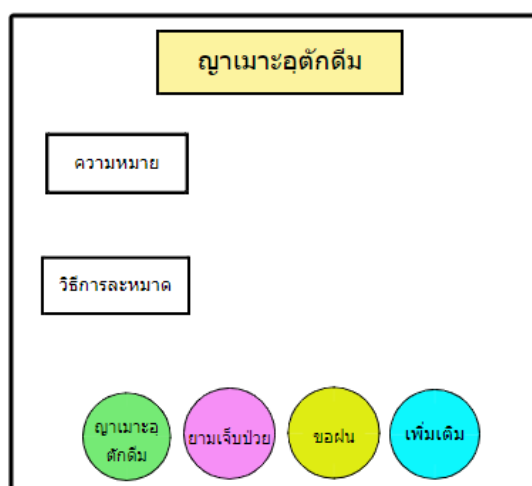 ญาเมาะอฺตักดีม
ความหมาย
วิธีการละหมาด
ญาเมาะอฺ
ตักดีม
ยามเจ็บป่วย
ขอฝน
เพิ่มเติม